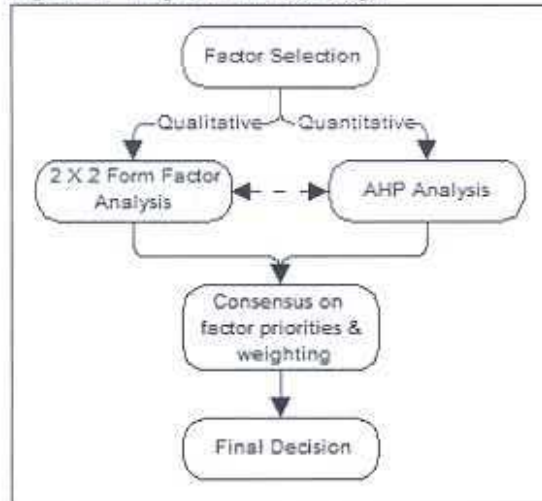 Factor Selection
Qualitative Quantitative
2 X 2 Form Factor
Analysis
AHP Analysis
Consensus on
factor priorities &
weighting
Final Decision